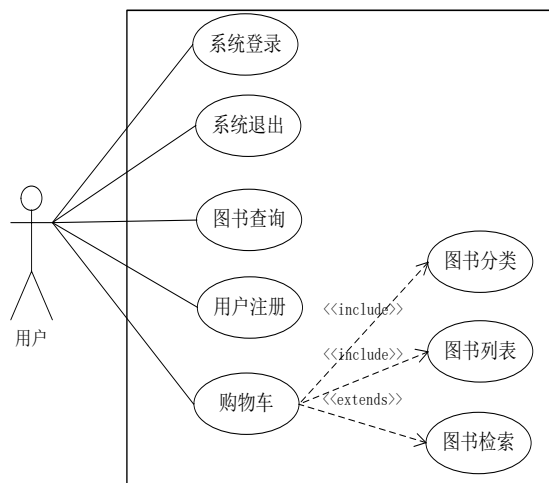 系统登录
系统退出
图书查询
图书分类
用户注册
<<include>>
用户
<<include>>
图书列表
购物车
<<extends>>
图书检索